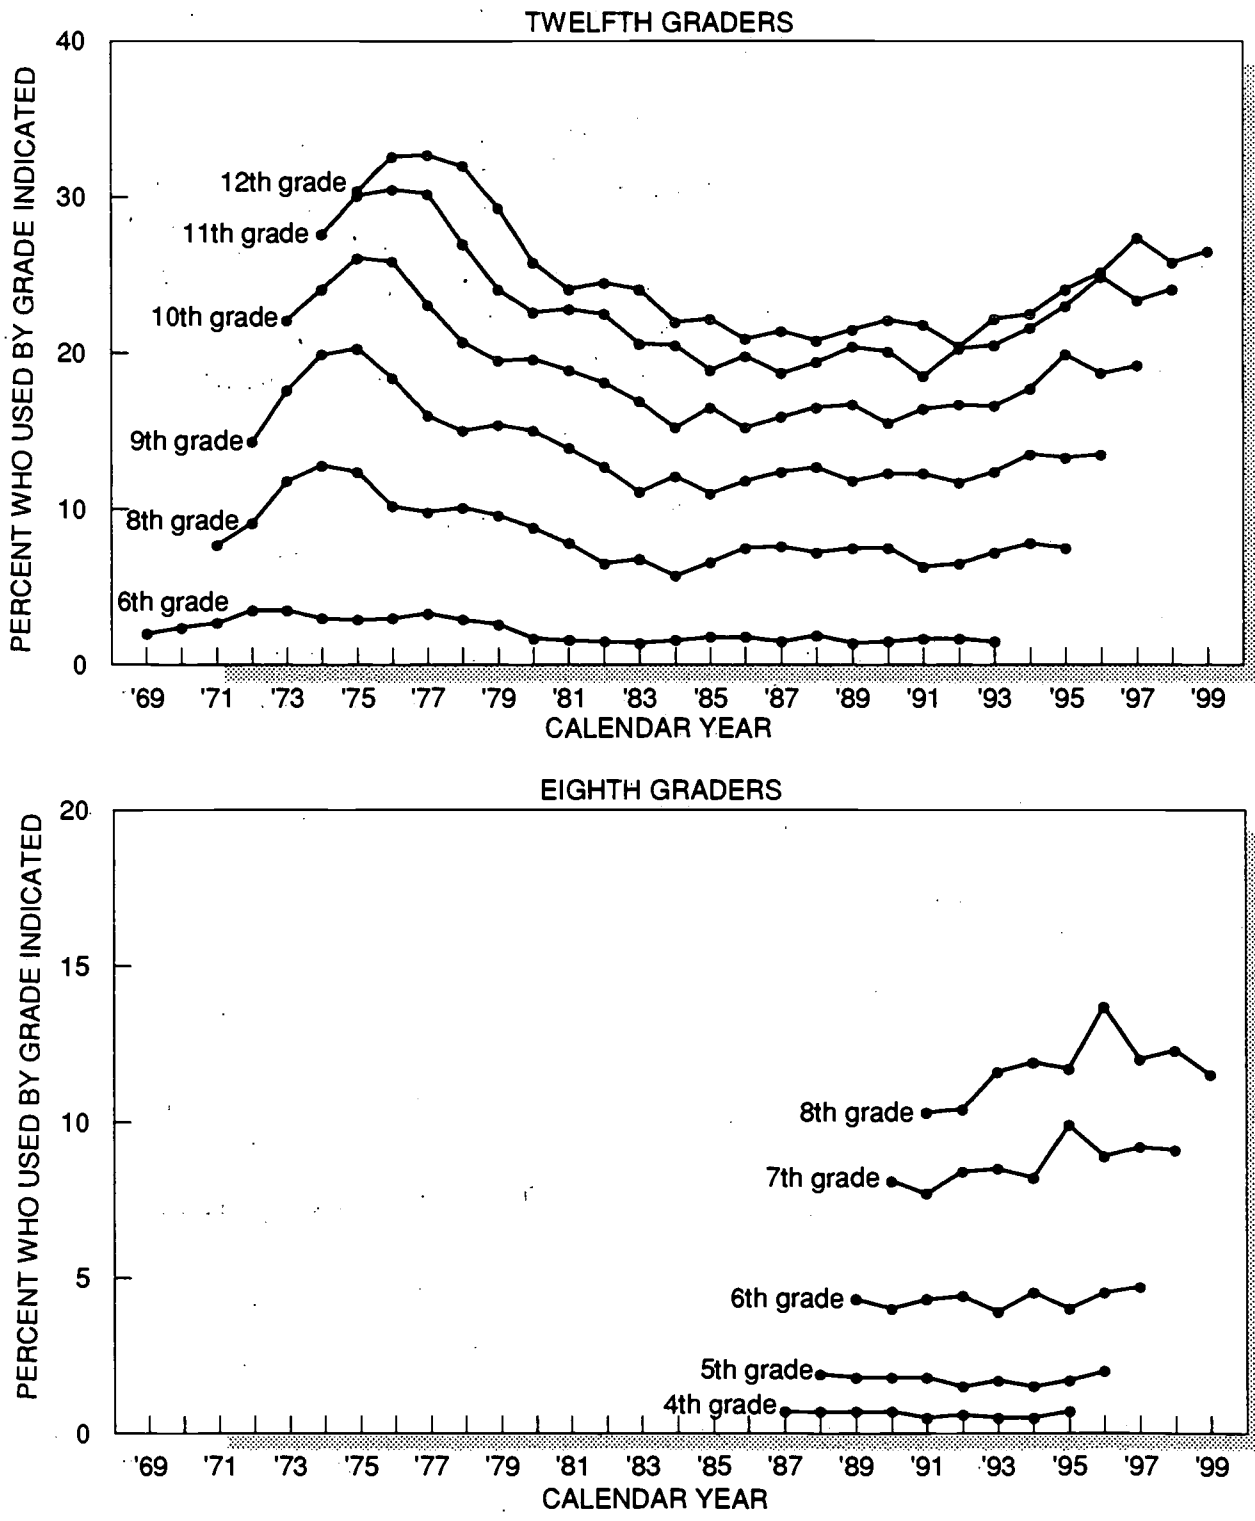 TWELFTH GRADERS
PERCENT WHO USED BY GRADE INDICATED
40
30
20
10
0
12th grade
11th grade
10th grade
9th grade
8th grade
6th grade
'69 '71 '73 '75 '77 '79 '81 '83 '85 '87 '89 '91 '93 '95 '97 '99
CALENDAR YEAR
EIGHTH GRADERS
PERCENT WHO USED BY GRADE INDICATED
20
15
10
5
0
8th grade
7th grade
6th grade
5th grade
4th grade
'69 '71 '73 '75 '77 '79 '81 '83 '85 '87 '89 '91 '93 '95 '97 '99
CALENDAR YEAR